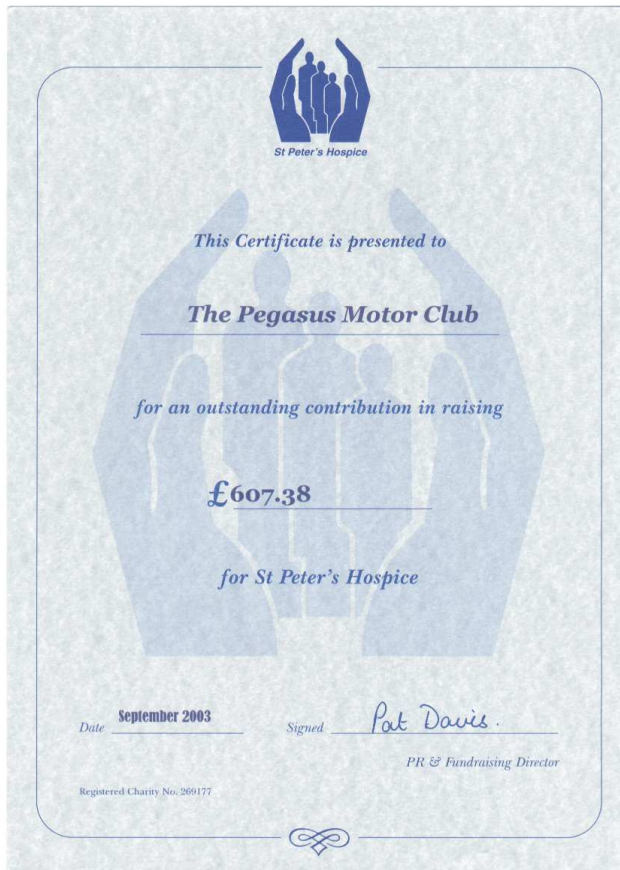 St Peter's Hospice
This Certificate is presented to
The Pegasus Motor Club
for an outstanding contribution in raising
£607.38
for St Peter's Hospice
Date September 2003 Signed Pat Davis.
PR & Fundraising Director
Registered Charity No. 269177